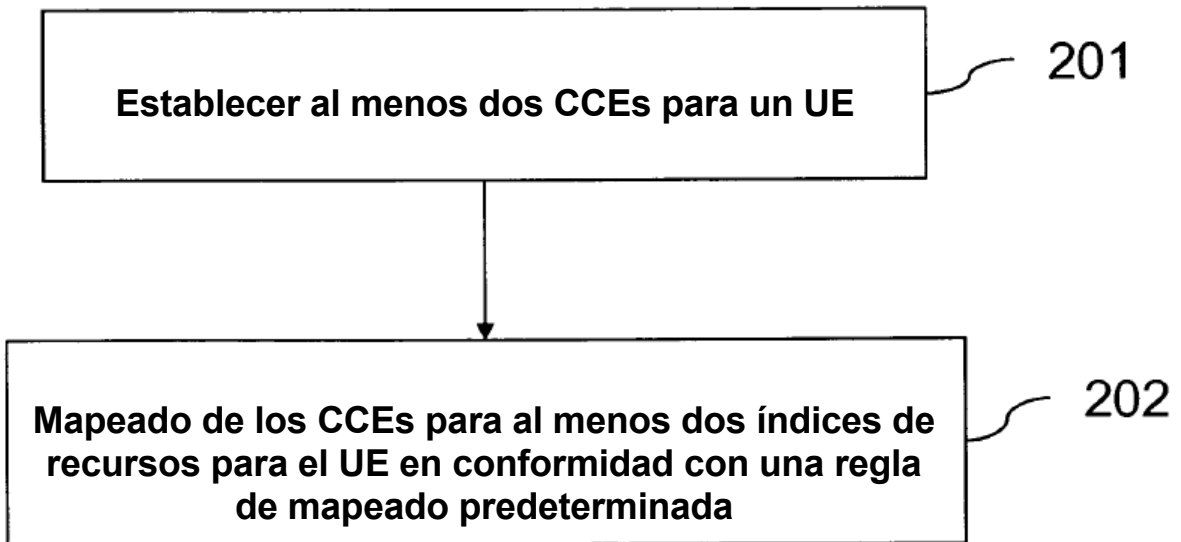 Establecer al menos dos CCEs para un UE
201
Mapeado de los CCEs para al menos dos índices de
recursos para el UE en conformidad con una regla
de mapeado predeterminada
202